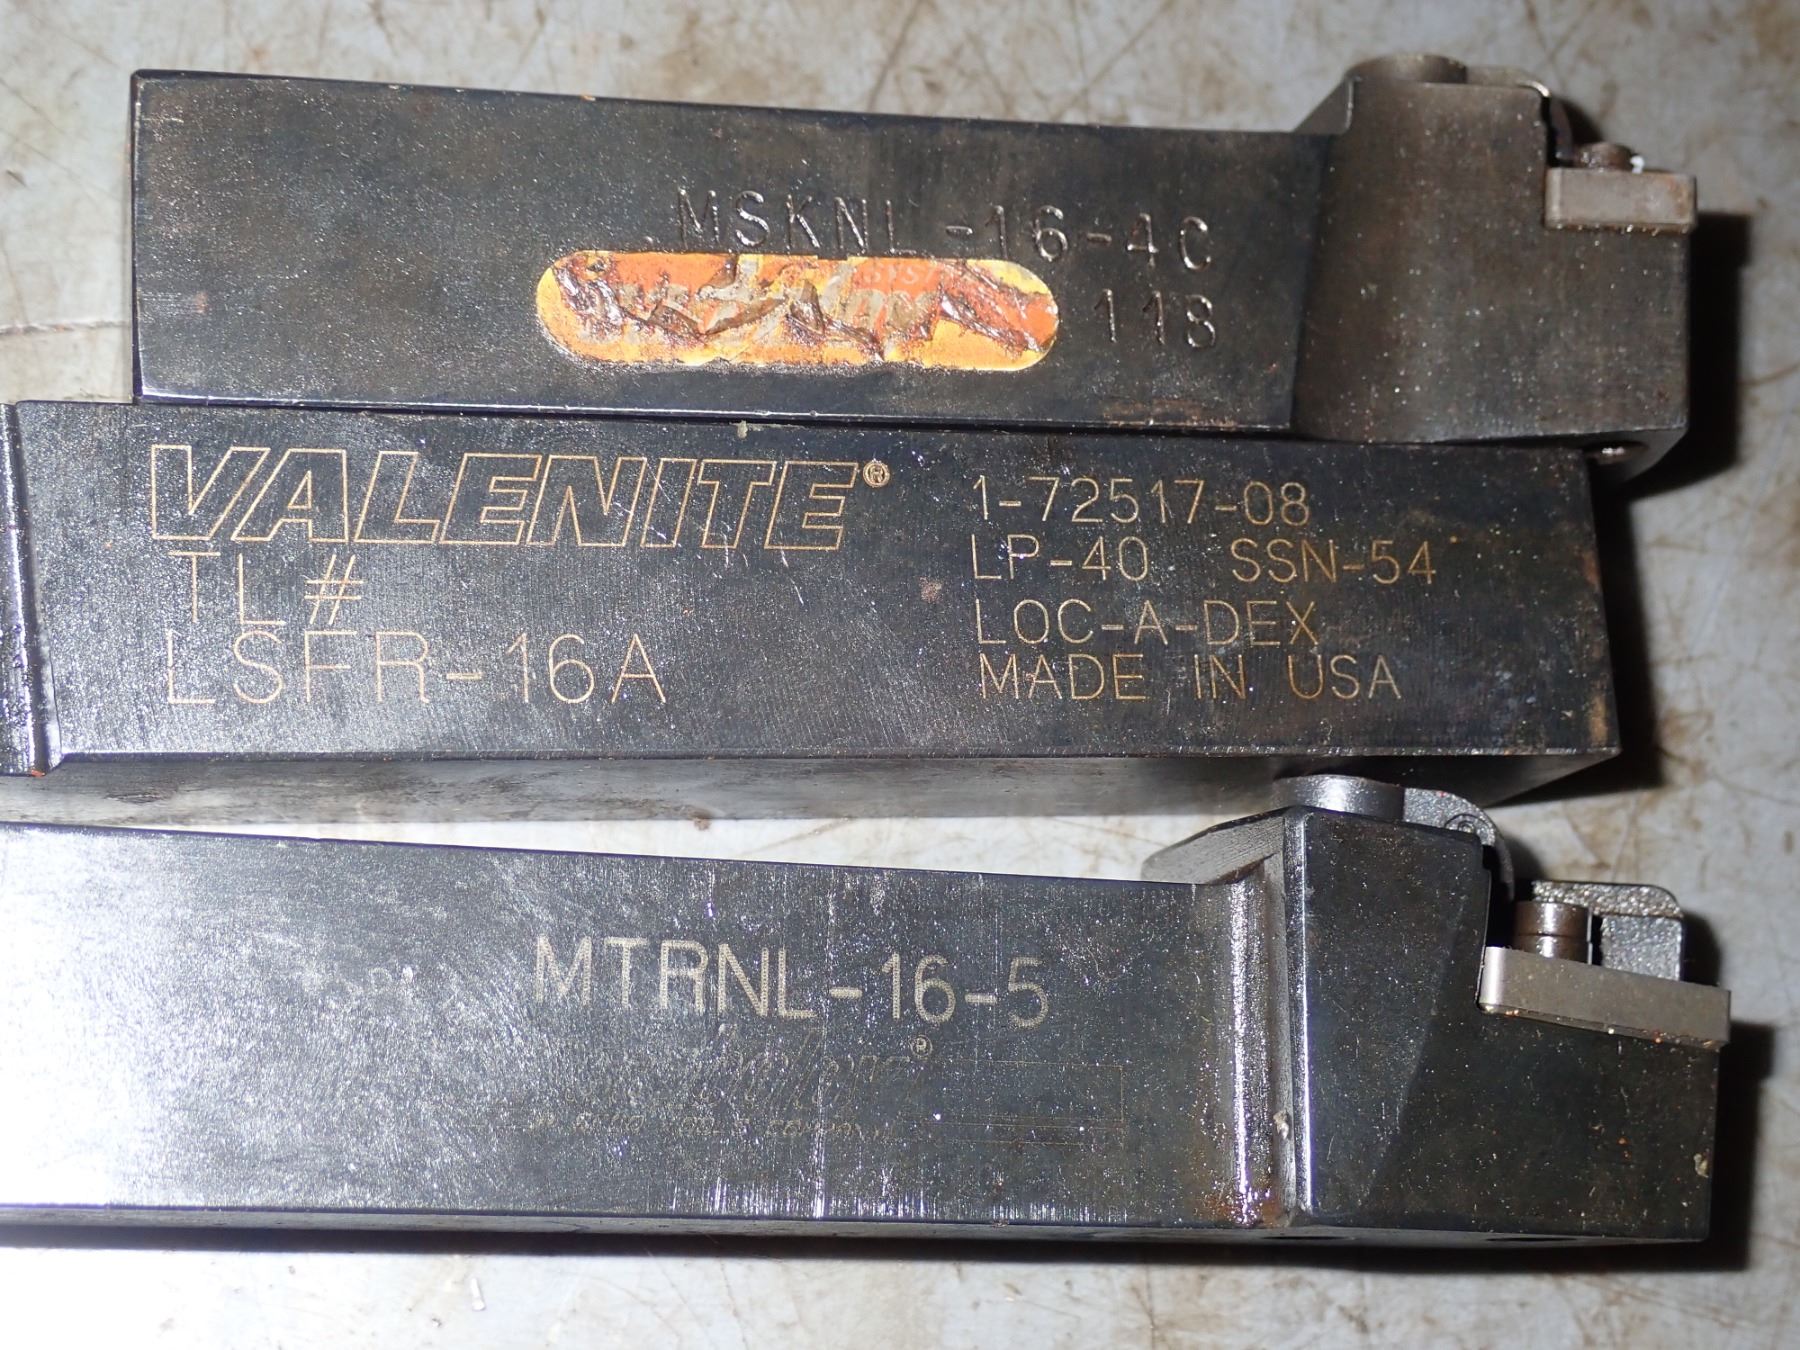 MSKNL-16-4C
118
VALENITE®
TL#
LSFR-16A
1-72517-08
LP-40 SSN-54
LOC-A-DEX
MADE IN USA
MTRNL-16-5